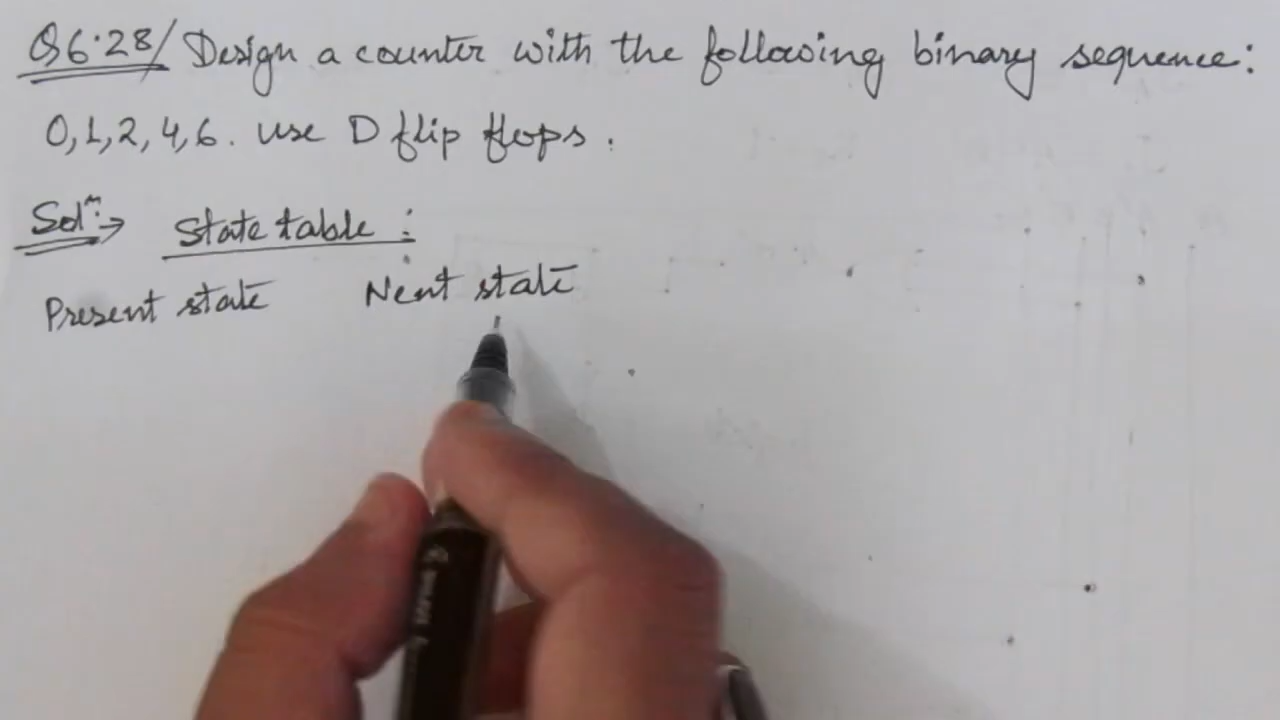 Q6.28/ Design a counter with the following binary sequence:
0,1,2,4,6. use D flip flops.
Solⁿ:→ State table :
Present state Next state